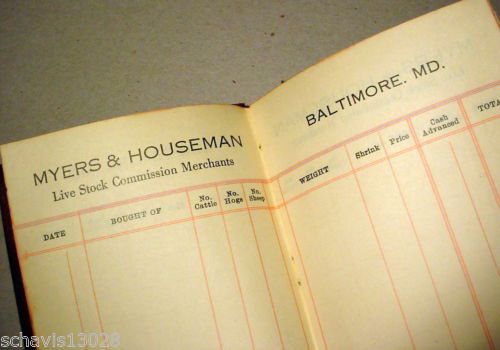 MYERS & HOUSEMAN
Live Stock Commission Merchants
DATE
BOUGHT OF
No.
Cattle
No.
Hogs
No.
Sheep
BALTIMORE, MD.
WEIGHT
Shrink
Price
Cash
Advanced
schavis13028